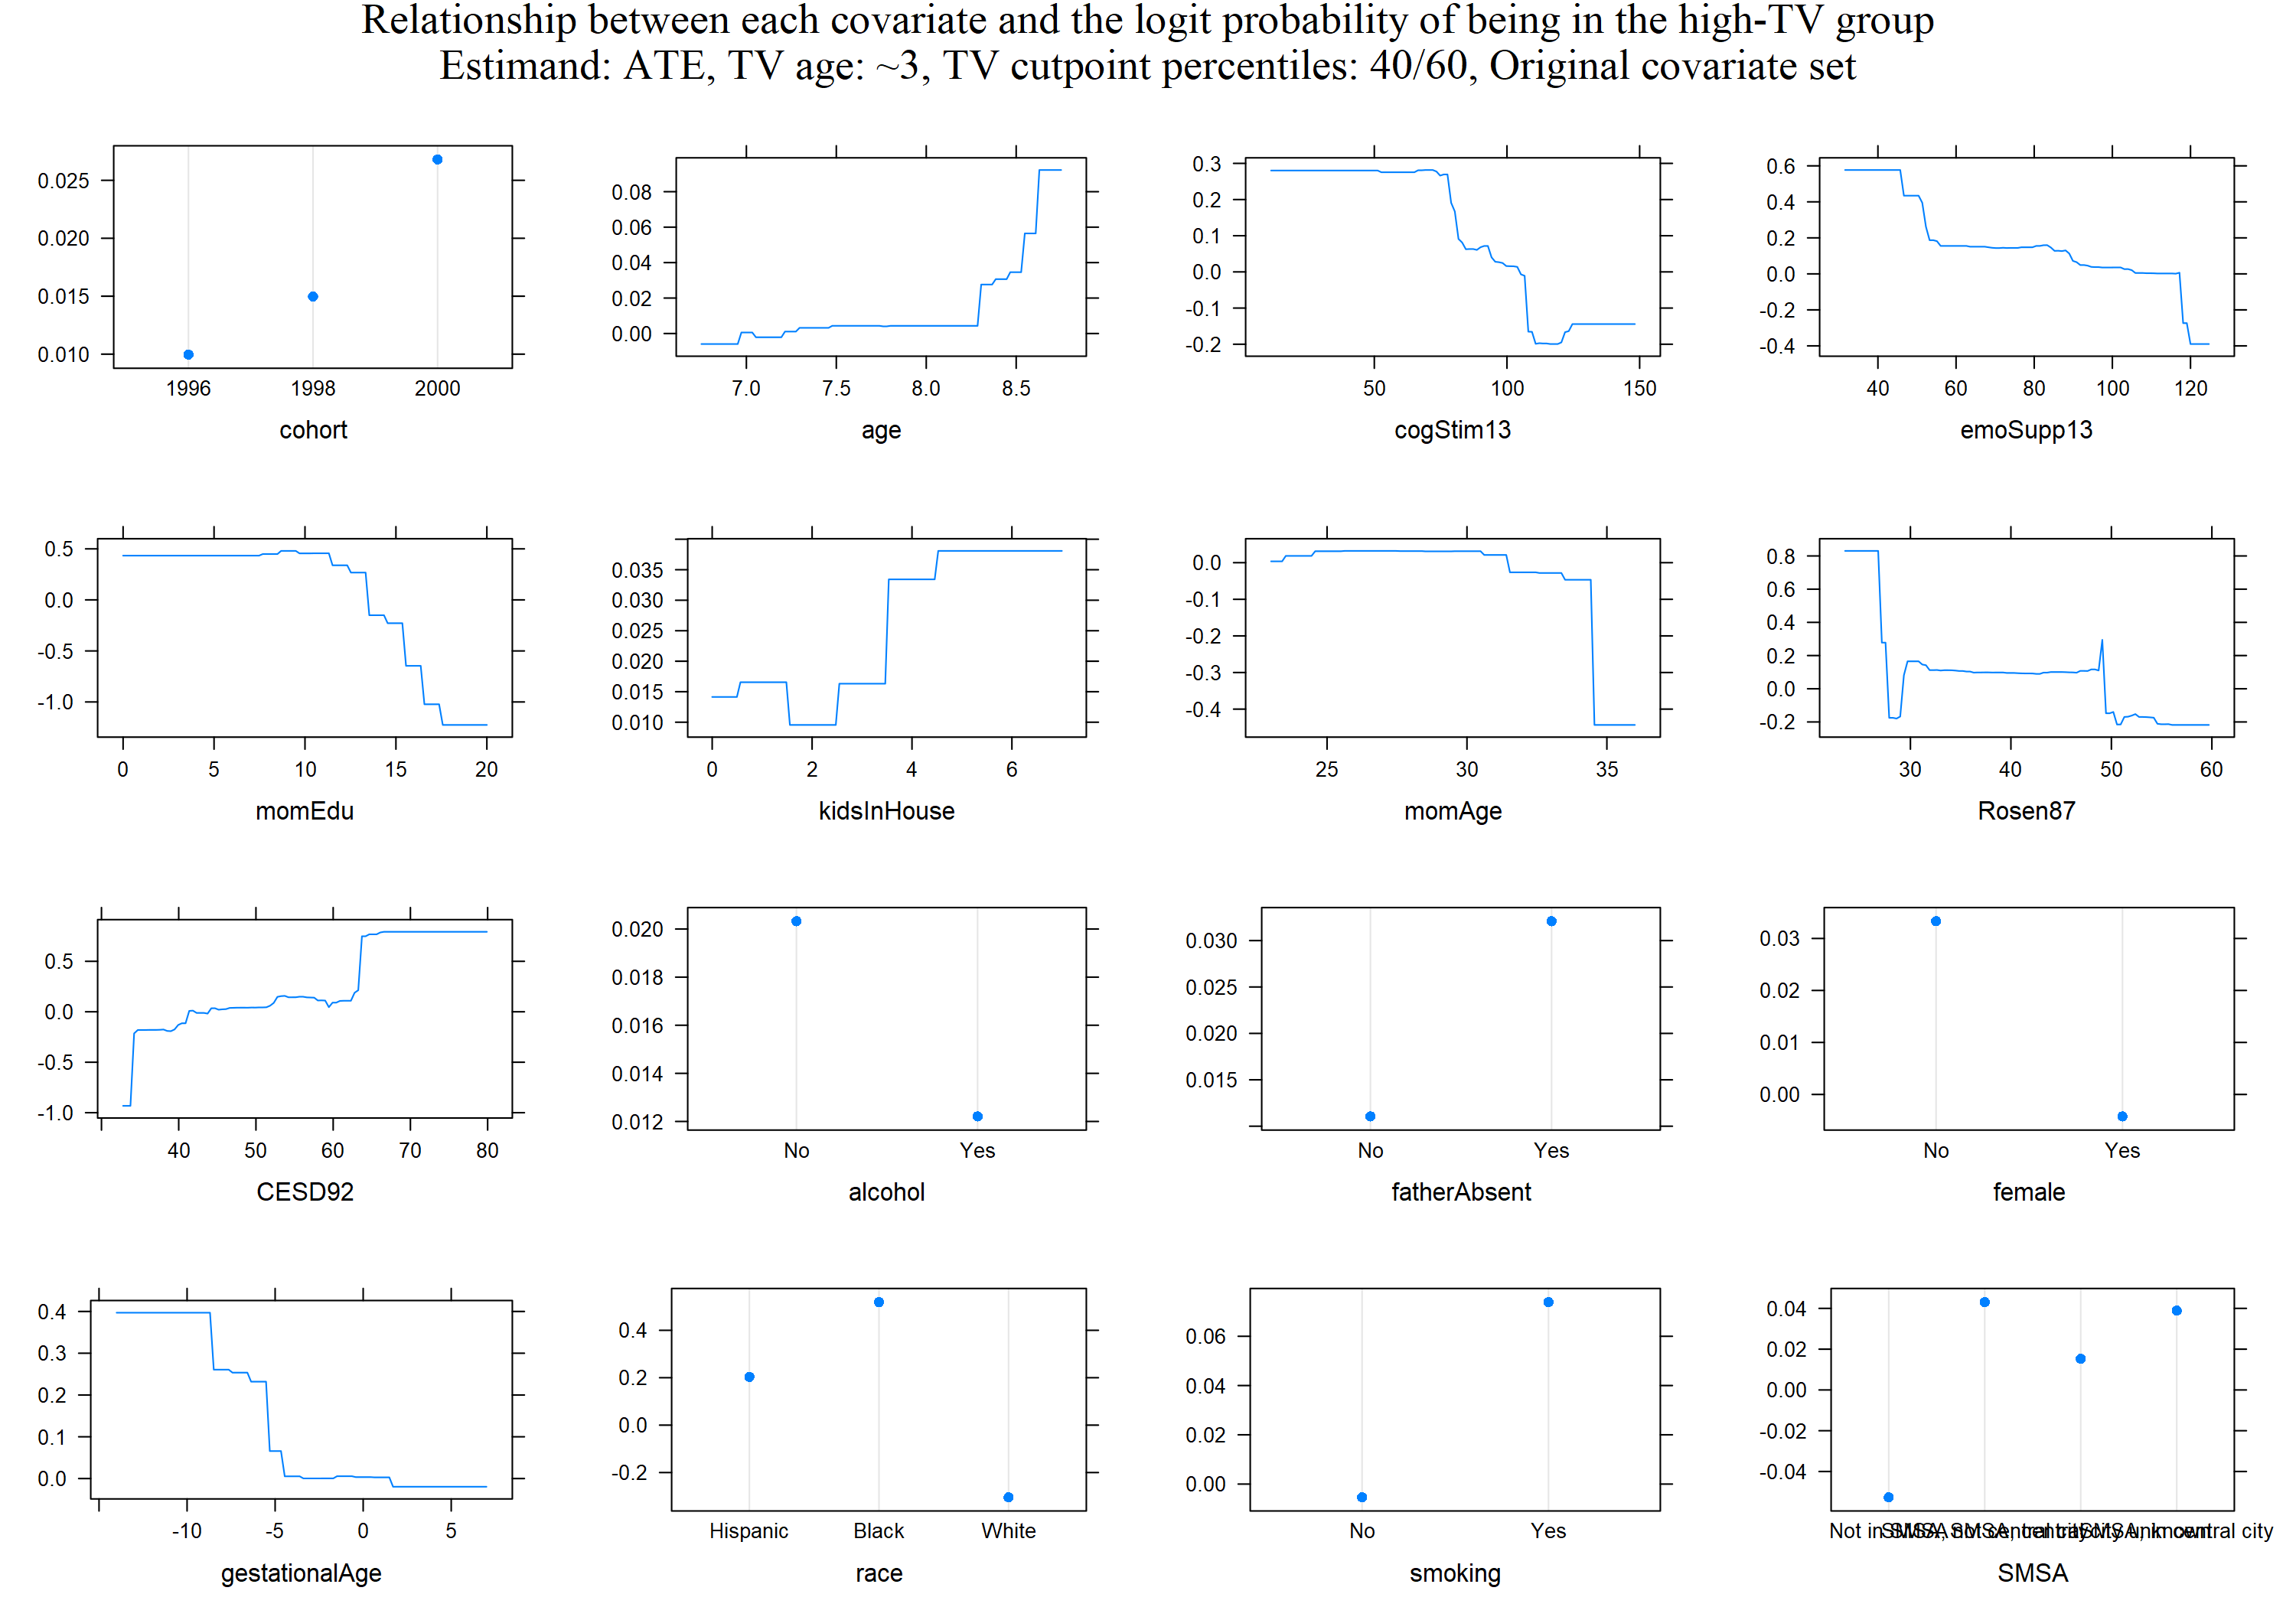 Relationship between each covariate and the logit probability of being in the high-TV group
Estimand: ATE, TV age: ~3, TV cutpoint percentiles: 40/60, Original covariate set
0.025
0.020
0.015
0.010
1996 1998 2000
cohort
0.08
0.06
0.04
0.02
0.00
7.0 7.5 8.0 8.5
age
0.3
0.2
0.1
0.0
-0.1
-0.2
50 100 150
cogStim13
0.6
0.4
0.2
0.0
-0.2
-0.4
40 60 80 100 120
emoSupp13
0.5
0.0
-0.5
-1.0
0 5 10 15 20
momEdu
0.035
0.030
0.025
0.020
0.015
0.010
0 2 4 6
kidsInHouse
0.0
-0.1
-0.2
-0.3
-0.4
25 30 35
momAge
0.8
0.6
0.4
0.2
0.0
-0.2
30 40 50 60
Rosen87
0.5
0.0
-0.5
-1.0
40 50 60 70 80
CESD92
0.020
0.018
0.016
0.014
0.012
No Yes
alcohol
0.030
0.025
0.020
0.015
No Yes
fatherAbsent
0.03
0.02
0.01
0.00
No Yes
female
0.4
0.3
0.2
0.1
0.0
-10 -5 0 5
gestationalAge
0.4
0.2
0.0
-0.2
Hispanic Black White
race
0.06
0.04
0.02
0.00
No Yes
smoking
0.04
0.02
0.00
-0.02
-0.04
Not in central city
SMSA